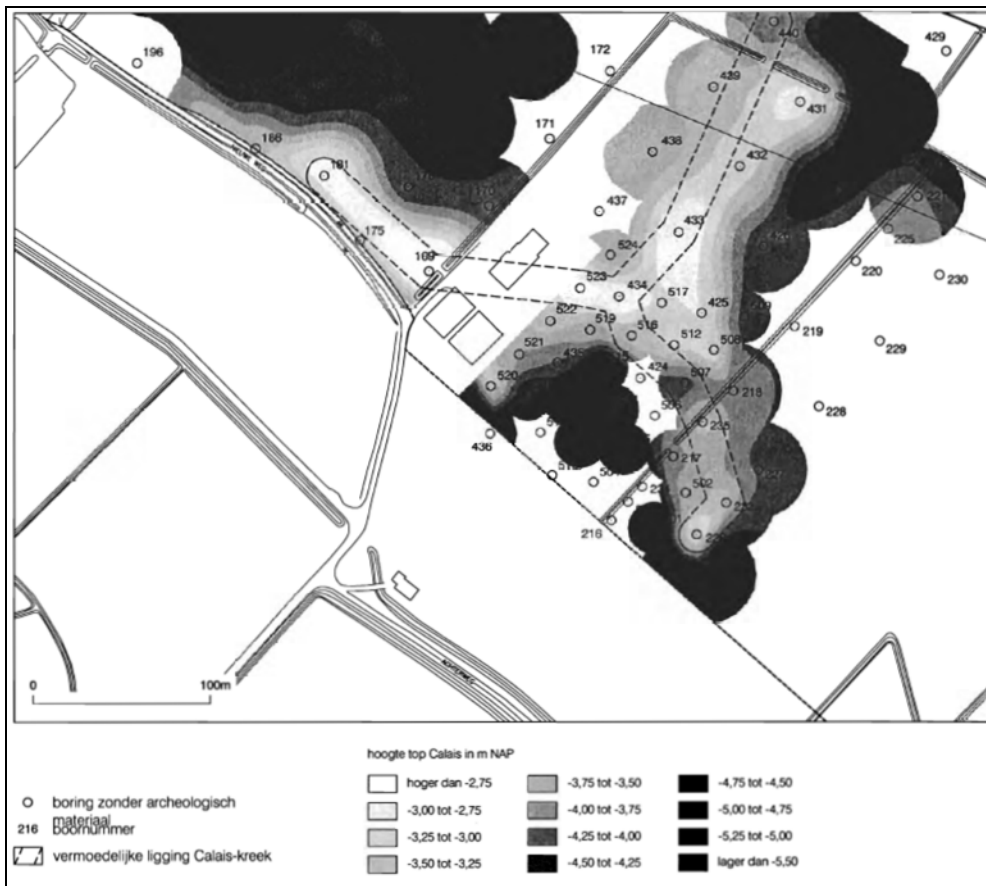 440
429
172
196
439
431
171
186
438
432
181
437
433
175
524
220
230
169
523
434
517
425
522
519
516
219
512
508
229
521
520
424
507
218
228
436
235
217
502
216
0
100m
hoogte top Calais in m NAP
hoger dan -2,75
-3,75 tot -3,50
-4,75 tot -4,50
-3,00 tot -2,75
-4,00 tot -3,75
-5,00 tot -4,75
-3,25 tot -3,00
-4,25 tot -4,00
-5,25 tot -5,00
-3,50 tot -3,25
-4,50 tot -4,25
lager dan -5,50
boring zonder archeologisch
materiaal
216 boornummer
vermoedelijke ligging Calais-kreek